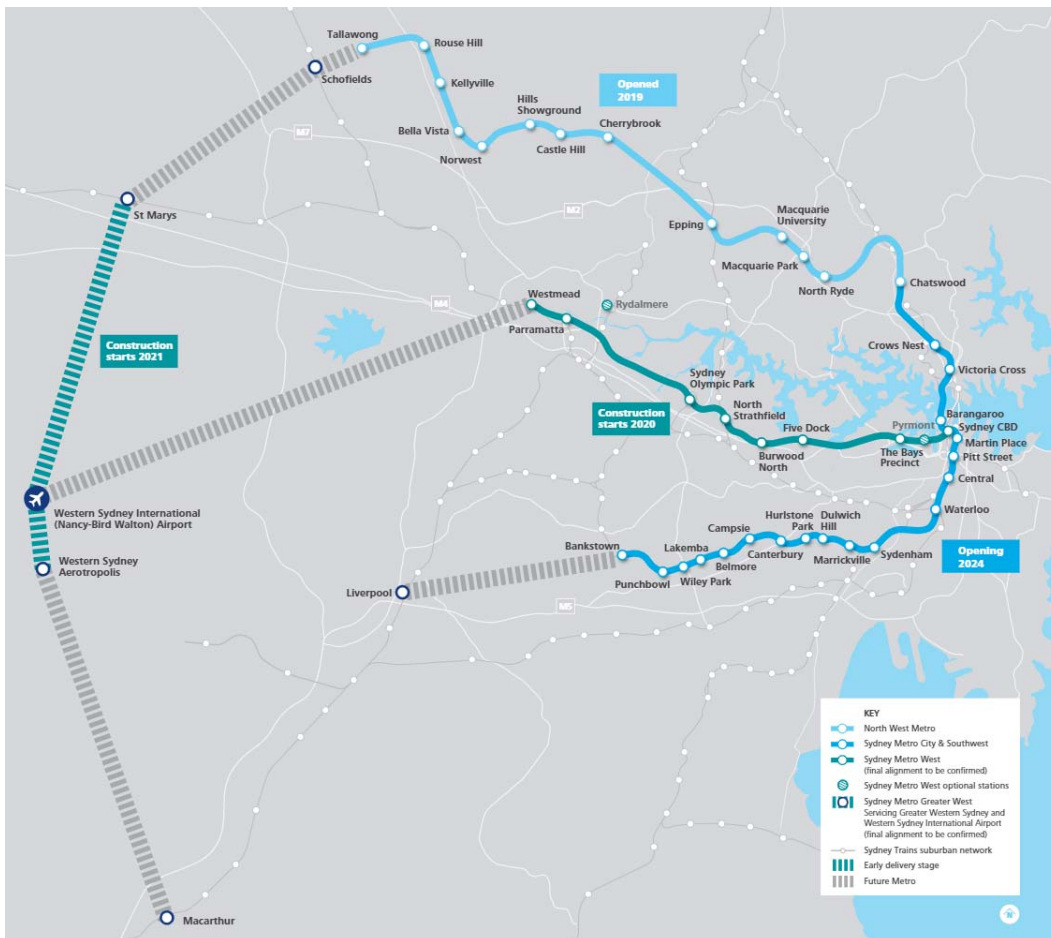 Tallawong
Rouse Hill
Schofields
Kellyville
Opened
2019
Hills
Showground
Cherrybrook
Bella Vista
M7
Castle Hill
Norwest
St Marys
M2
Macquarie
University
Epping
Macquarie Park
North Ryde
Chatswood
Westmead
M4
Rydalmere
Parramatta
Construction
starts 2021
Crows Nest
Victoria Cross
Sydney
Olympic Park
North
Strathfield
Construction
starts 2020
Barangaroo
Pyrmont
Sydney CBD
Five Dock
Martin Place
Burwood
North
The Bays
Precinct
Pitt Street
Central
Western Sydney International
(Nancy-Bird Walton) Airport
Waterloo
Hurlstone
Park
Dulwich
Hill
Campsie
Bankstown
Lakemba
Canterbury
Belmore
Marrickville
Sydenham
Opening
2024
Western Sydney
Aerotropolis
Punchbowl
Wiley Park
Liverpool
M5
KEY
North West Metro
Sydney Metro City & Southwest
Sydney Metro West
(final alignment to be confirmed)
Sydney Metro West optional stations
Sydney Metro Greater West
Servicing Greater Western Sydney and
Western Sydney International Airport
(final alignment to be confirmed)
Sydney Trains suburban network
Early delivery stage
Future Metro
Macarthur